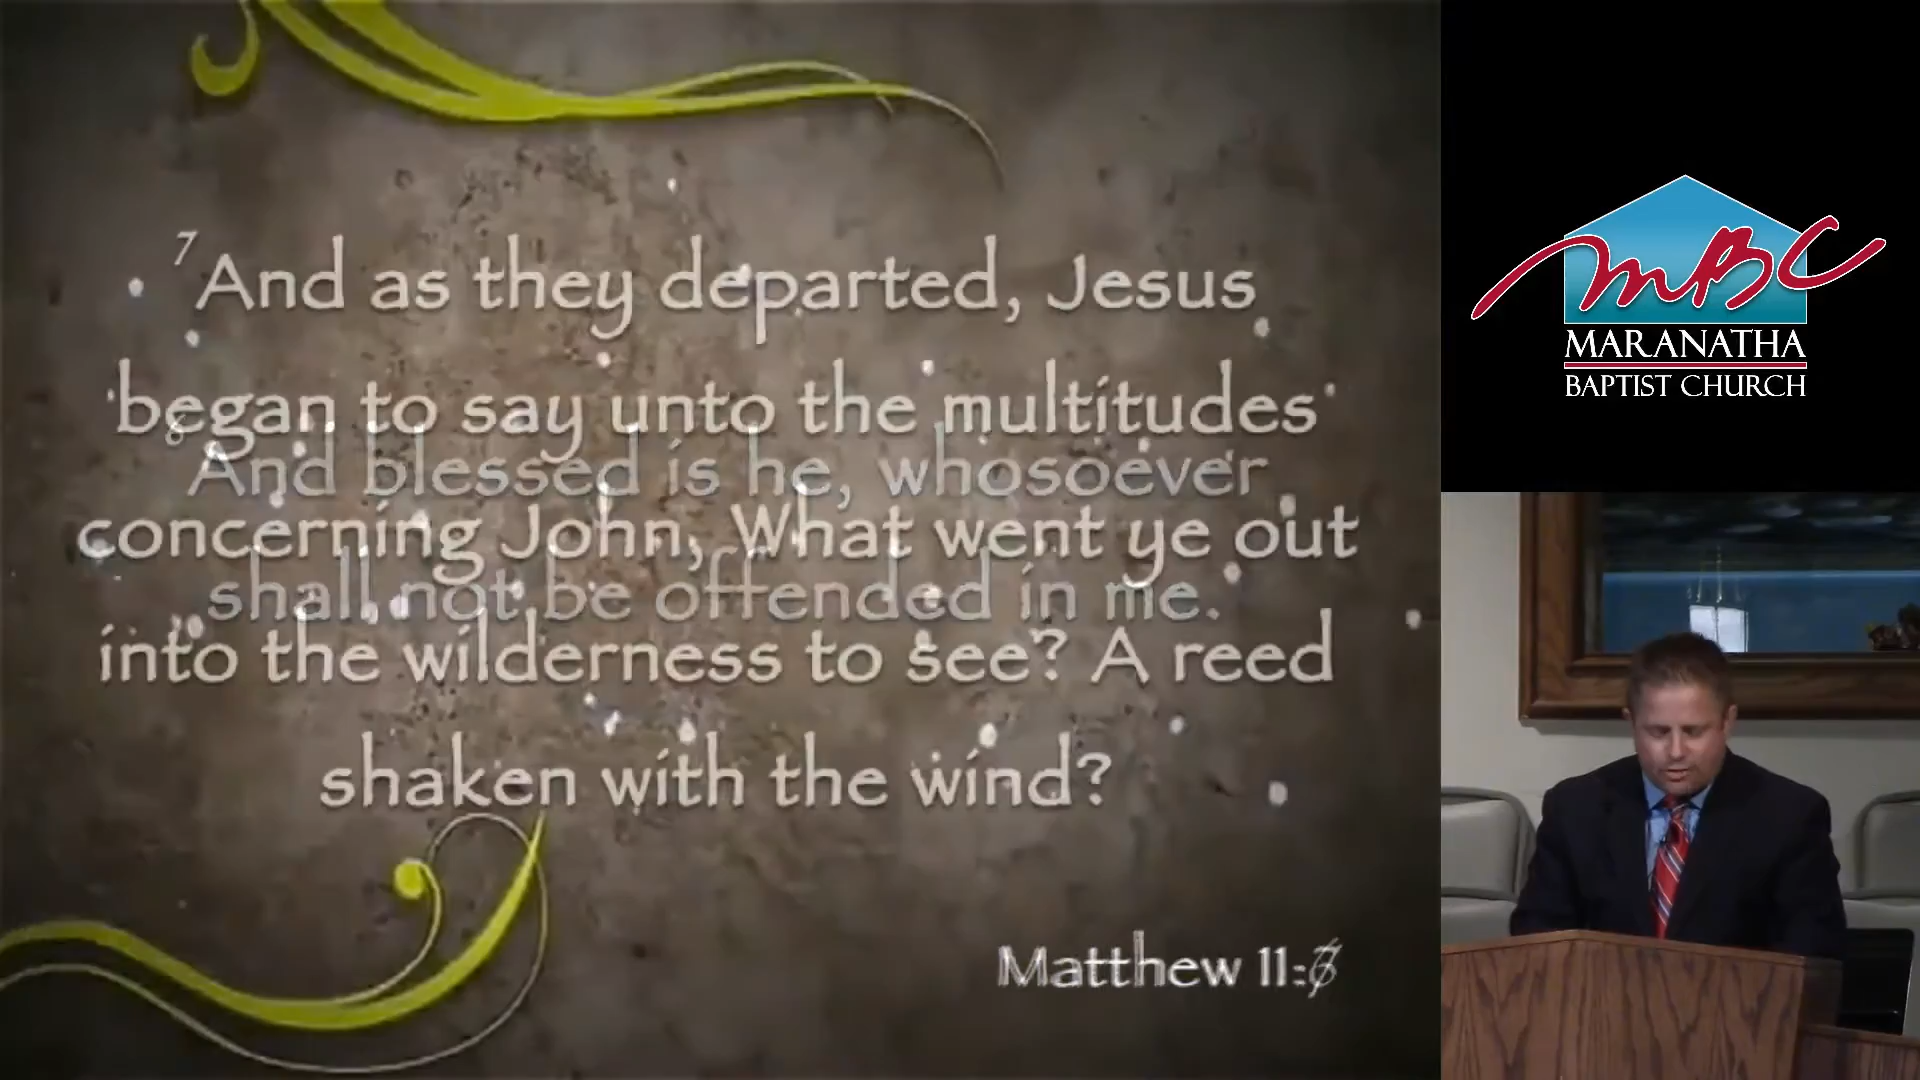 7 And as they departed, Jesus
began to say unto the multitudes
6 And blessed is he, whosoever
concerning John, What went ye out
shall not be offended in me.
into the wilderness to see? A reed
shaken with the wind?
Matthew 11:
MBC
MARANATHA
BAPTIST CHURCH